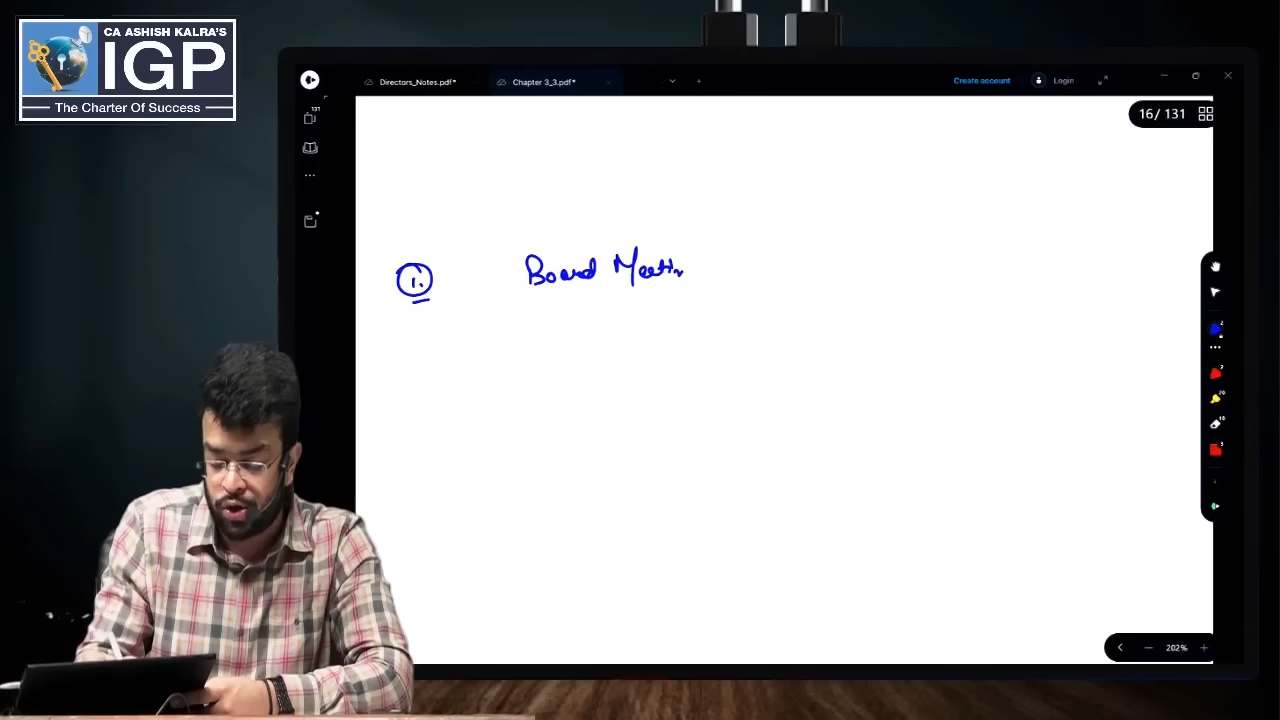 CA ASHISH KALRA'S
IGP
The Charter Of Success
Directors_Notes.pdf*
Chapter 3_3.pdf*
Create account
Login
131
16/ 131
1.
Board Meetin
202%